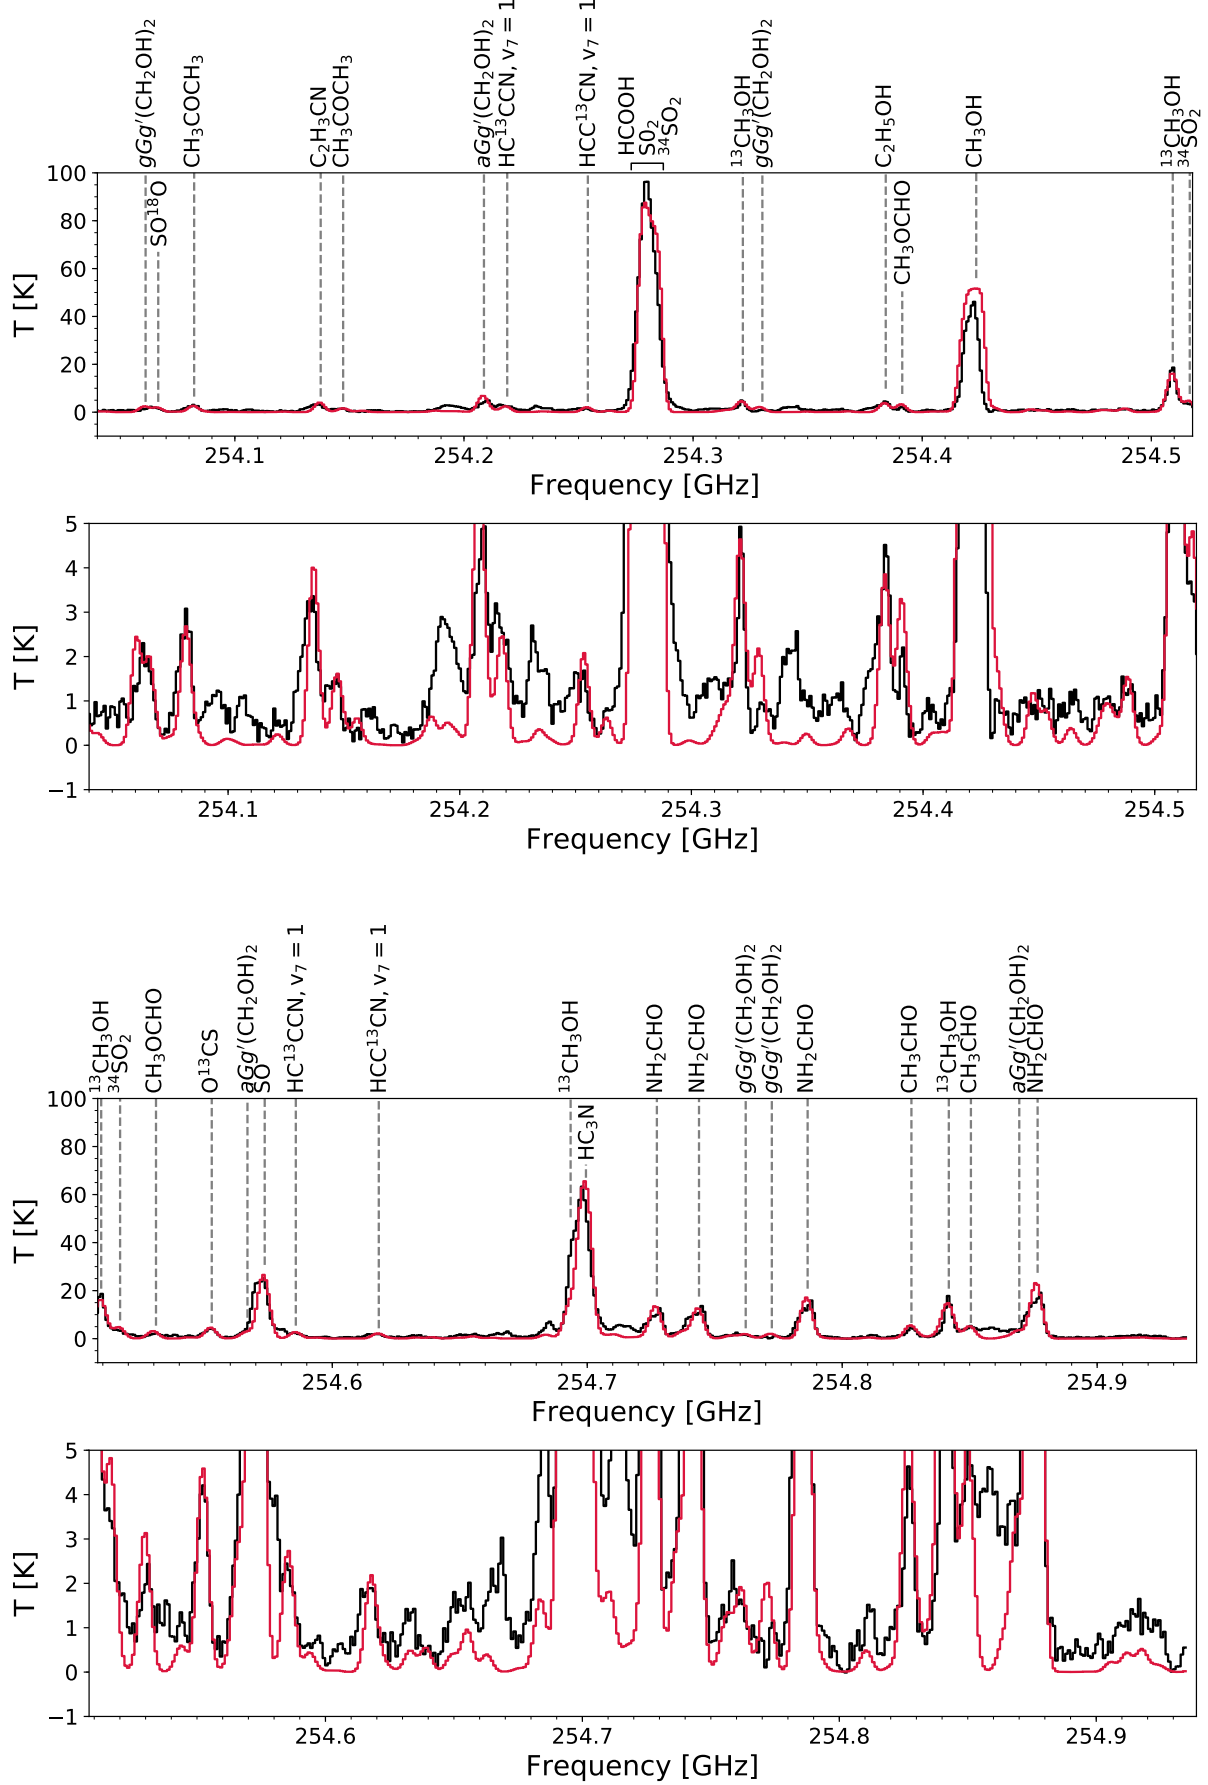 gGg′(CH₂OH)₂
SO¹⁸O
CH₃COCH₃
C₂H₃CN
CH₃COCH₃
aGg′(CH₂OH)₂
HC¹³CCN, v₇ = 1
HCC¹³CN, v₇ = 1
HCOOH
S0₂
³⁴SO₂
¹³CH₃OH
gGg′(CH₂OH)₂
C₂H₅OH
CH₃OCHO
CH₃OH
¹³CH₃OH
³⁴SO₂
100
80
60
40
20
0
T [K]
254.1 254.2 254.3 254.4 254.5
Frequency [GHz]
5
4
3
2
1
0
−1
T [K]
254.1 254.2 254.3 254.4 254.5
Frequency [GHz]
¹³CH₃OH
³⁴SO₂
CH₃OCHO
O¹³CS
aGg′(CH₂OH)₂
SO
HC¹³CCN, v₇ = 1
HCC¹³CN, v₇ = 1
¹³CH₃OH
HC₃N
NH₂CHO
NH₂CHO
gGg′(CH₂OH)₂
gGg′(CH₂OH)₂
NH₂CHO
CH₃CHO
¹³CH₃OH
CH₃CHO
aGg′(CH₂OH)₂
NH₂CHO
100
80
60
40
20
0
T [K]
254.6 254.7 254.8 254.9
Frequency [GHz]
5
4
3
2
1
0
−1
T [K]
254.6 254.7 254.8 254.9
Frequency [GHz]